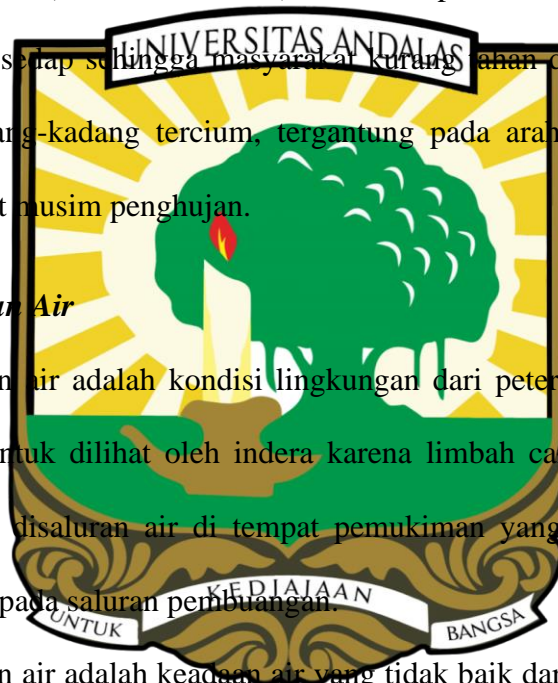 UNIVERSITAS ANDALAS
sedap sehingga masyarakat kurang tahan
ng-kadang tercium, tergantung pada arah
t musim penghujan.
an Air
n air adalah kondisi lingkungan dari peter
ntuk dilihat oleh indera karena limbah ca
disaluran air di tempat pemukiman yang
pada saluran pembuangan.
KEDJAJAAN
UNTUK
BANGSA
n air adalah keadaan air yang tidak baik dar